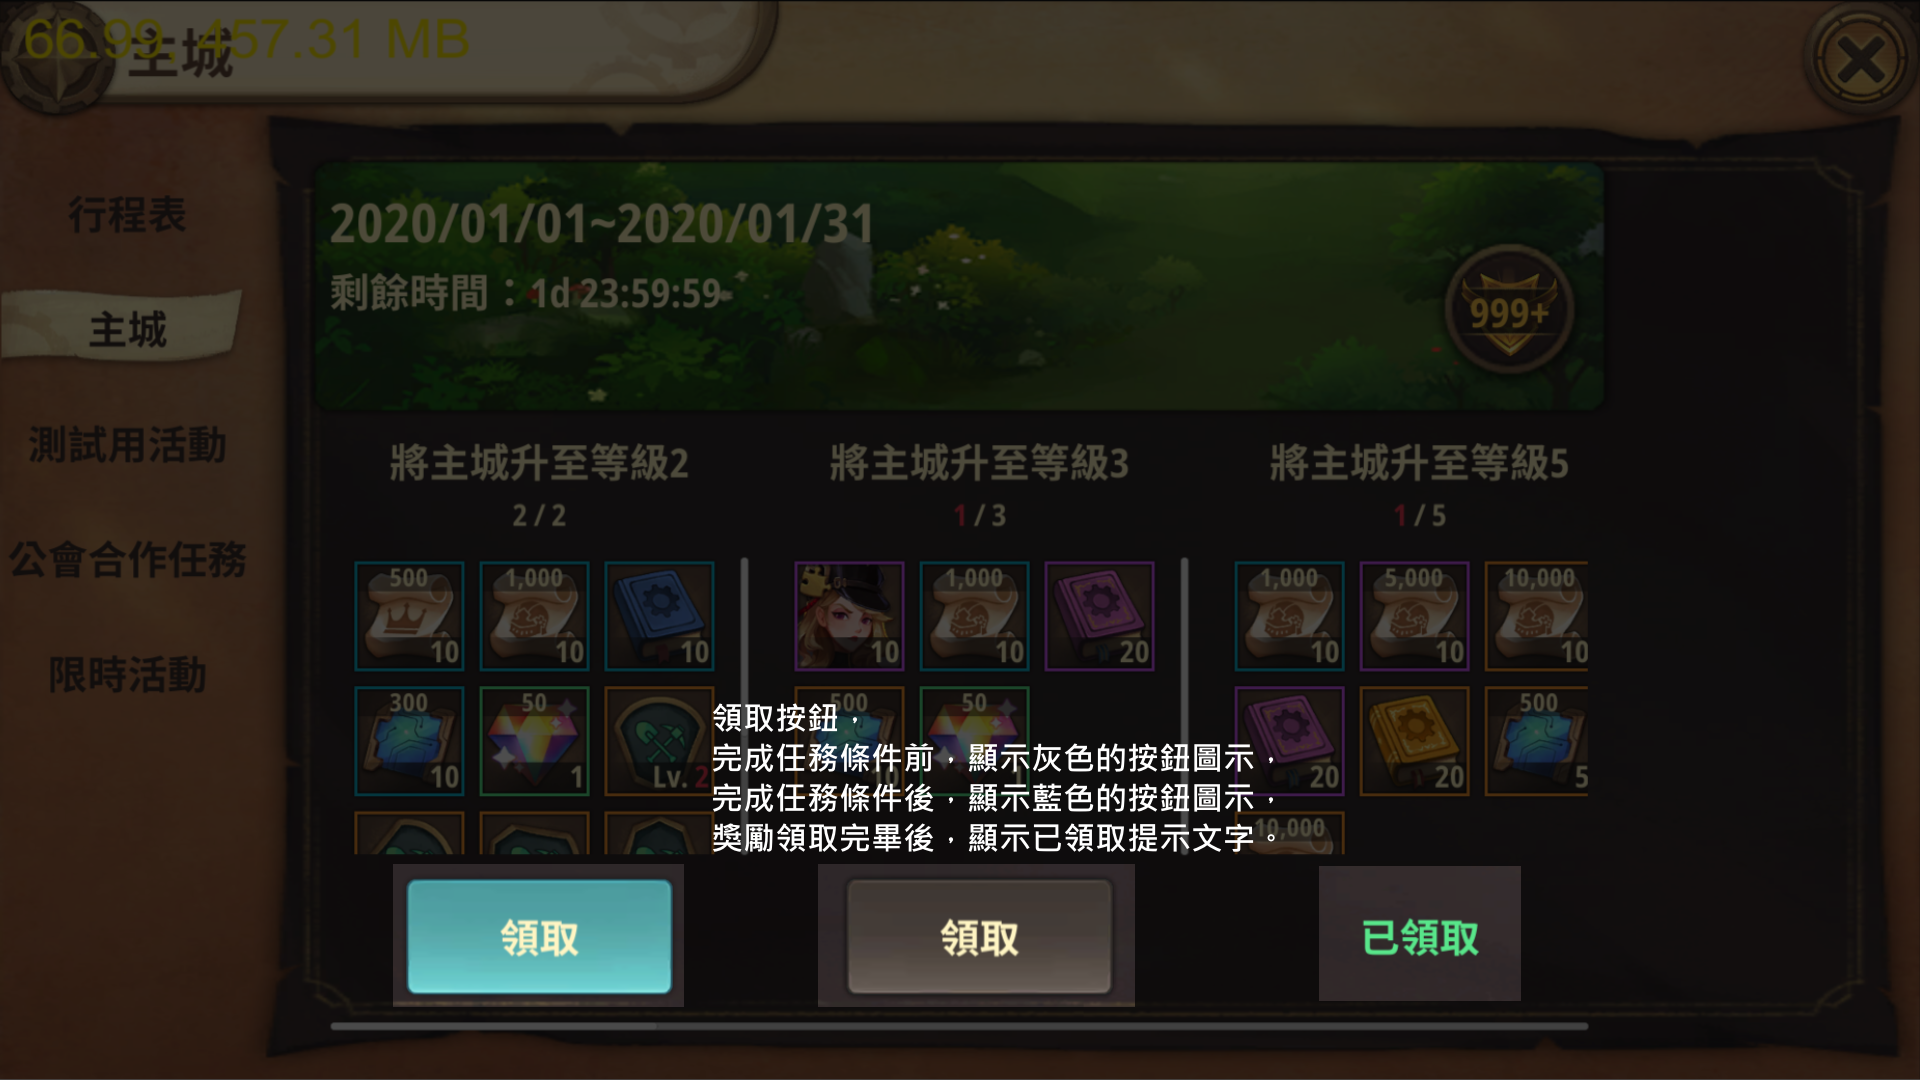 66.99, 457.31 MB
主城
行程表
主城
測試用活動
公會合作任務
限時活動
2020/01/01~2020/01/31
剩餘時間：1d 23:59:59
999+
將主城升至等級2
2 / 2
500 10
1,000 10
10
300 10
50 1
Lv. 2
將主城升至等級3
1 / 3
10
1,000 10
20
500 10
50 1
將主城升至等級5
1 / 5
1,000 10
5,000 10
10,000 10
20
20
500 5
10,000
領取按鈕，
完成任務條件前，顯示灰色的按鈕圖示，
完成任務條件後，顯示藍色的按鈕圖示，
獎勵領取完畢後，顯示已領取提示文字。
領取
領取
已領取